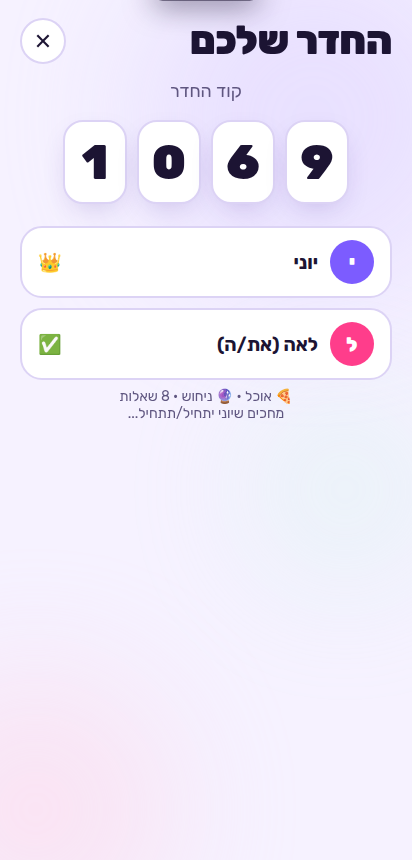 החדר שלכם
✕
קוד החדר
1 0 6 9
י יוני 👑
ל לאה (את/ה) ✅
🍕 אוכל • 🔮 ניחוש • 8 שאלות
מחכים שיוני יתחיל/תתחיל...